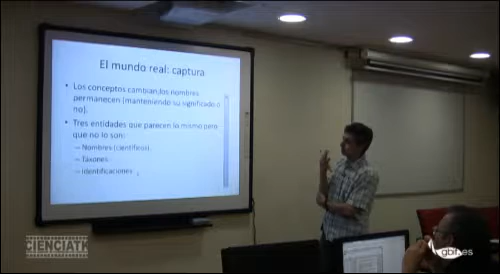 El mundo real: captura
• Los conceptos cambian,los nombres
permanecen (manteniendo su significado o
no).
• Tres entidades que parecen lo mismo pero
que no lo son:
– Nombres (científicos).
– Taxones.
– Identificaciones
CIENCIATK
gbif.es